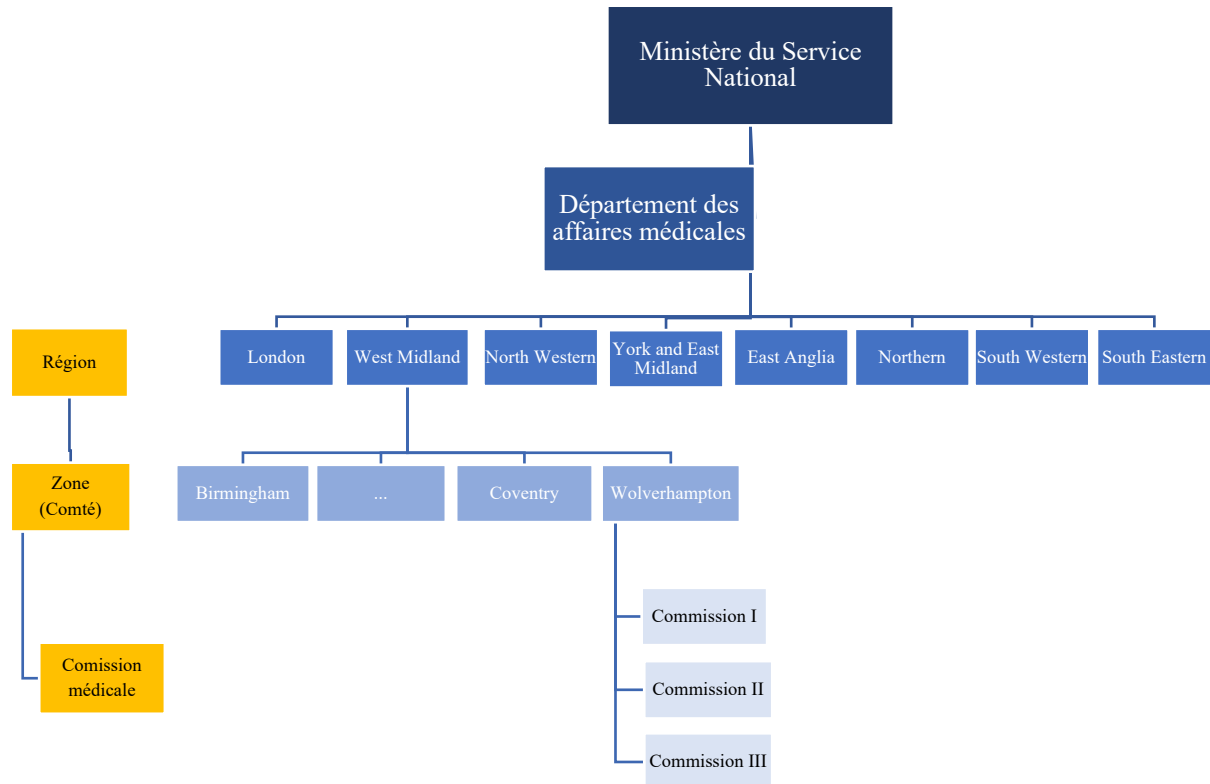 Ministère du Service
National
Département des
affaires médicales
Région
London
West Midland
North Western
York and East
Midland
East Anglia
Northern
South Western
South Eastern
Zone
(Comté)
Birmingham
...
Coventry
Wolverhampton
Comission
médicale
Commission I
Commission II
Commission III